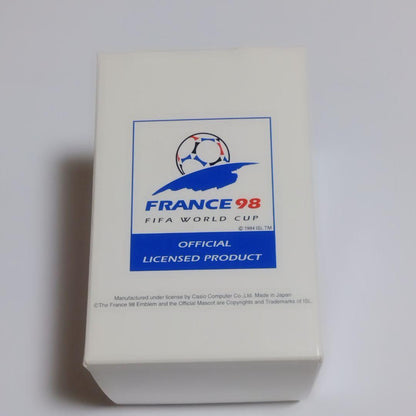 FRANCE 98
FIFA WORLD CUP
© 1994 ISL TM
OFFICIAL
LICENSED PRODUCT
Manufactured under license by Casio Computer Co.,Ltd. Made in Japan
©The France 98 Emblem and the Official Mascot are Copyrights and Trademarks of ISL.